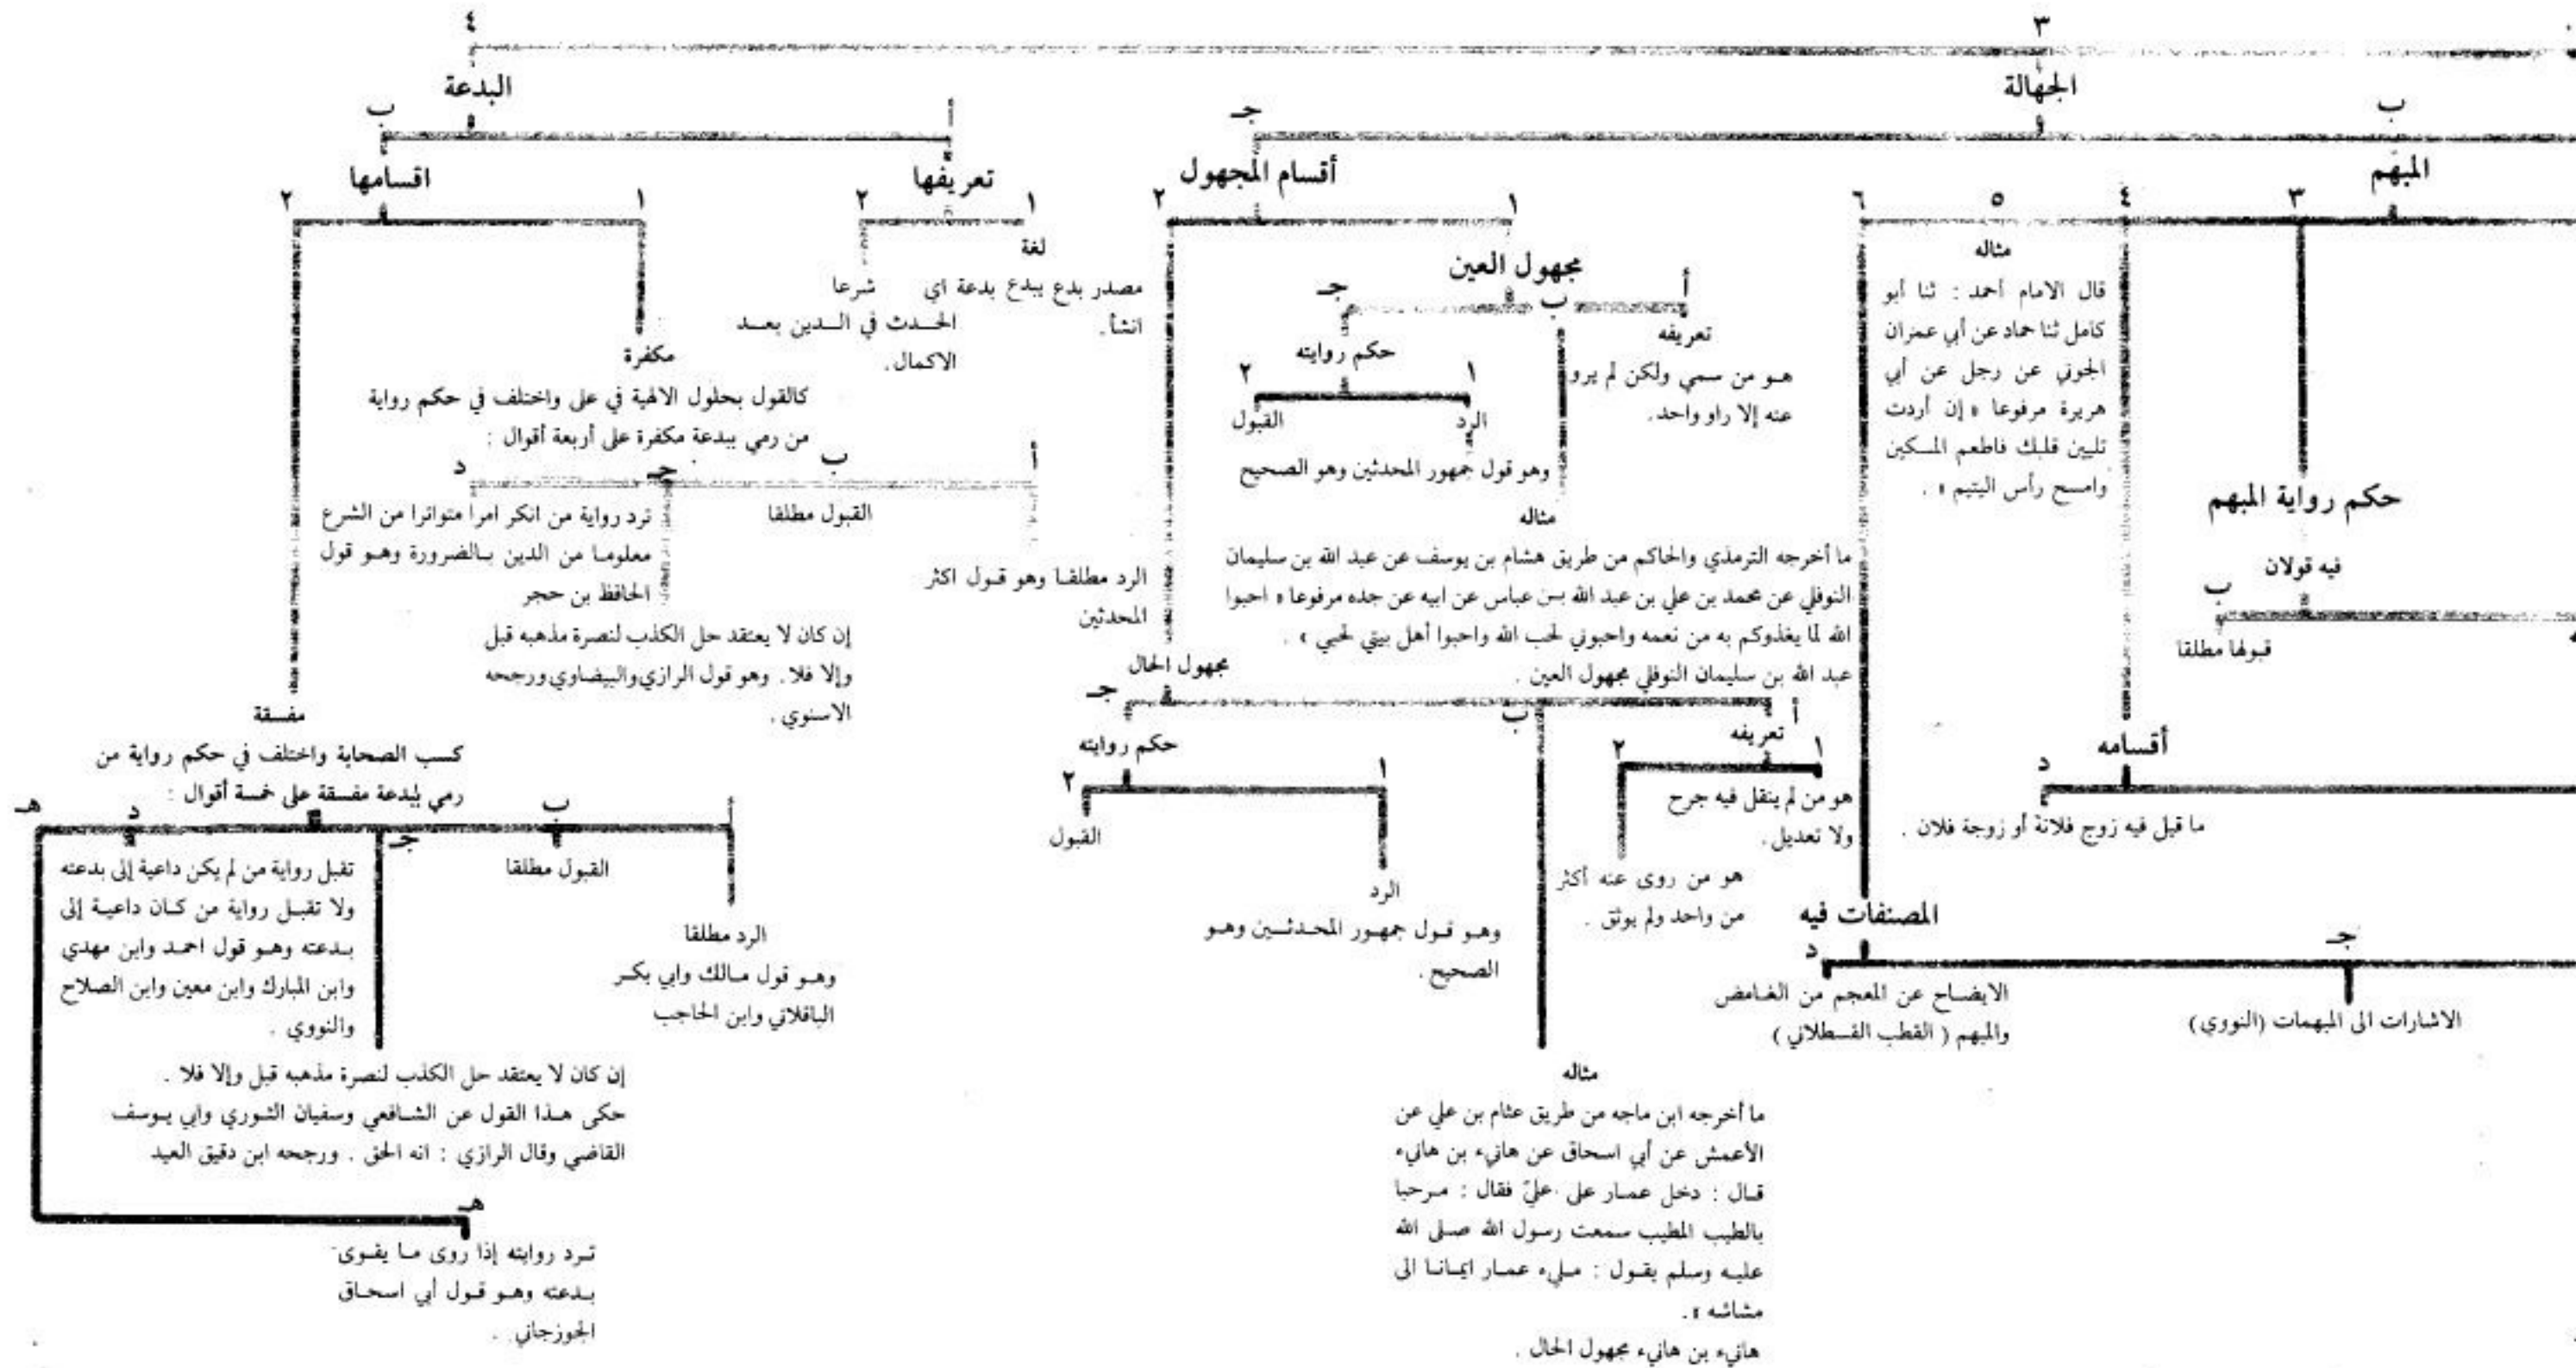 ٣
٤
الجهالة
البدعة
ب
جـ
المبهم
أقسام المجهول
ا
ب
تعريفها
اقسامها
٣
٤
٥
٦
مثاله
قال الامام أحمد : ثنا أبو
كامل ثنا حماد عن أبي عمران
الجوني عن رجل عن أبي
هريرة مرفوعا « إن أردت
تليين قلبك فاطعم المسكين
وامسح رأس اليتيم » .
حكم رواية المبهم
فيه قولان
ب
قبولها مطلقا
أقسامه
د
ما قيل فيه زوج فلانة أو زوجة فلان .
المصنفات فيه
جـ
د
الاشارات الى المبهمات (النووي)
الايضاح عن المعجم من الغامض
والمبهم ( القطب القسطلاني )
١
٢
مجهول العين
أ
ب
جـ
تعريفه
هو من سمي ولكن لم يرو
عنه إلا راو واحد.
حكم روايته
١
٢
الرد
القبول
وهو قول جمهور المحدثين وهو الصحيح
مثاله
ما أخرجه الترمذي والحاكم من طريق هشام بن يوسف عن عبد الله بن سليمان
النوفلي عن محمد بن علي بن عبد الله بن عباس عن ابيه عن جده مرفوعا « احبوا
الله لما يغذوكم به من نعمه واحبوني لحب الله واحبوا أهل بيتي لحبي » .
عبد الله بن سليمان النوفلي مجهول العين .
مجهول الحال
أ
ب
جـ
تعريفه
١
٢
هو من لم ينقل فيه جرح
ولا تعديل.
هو من روى عنه أكثر
من واحد ولم يوثق .
حكم روايته
١
٢
القبول
الرد
وهو قول جمهور المحدثين وهو
الصحيح .
مثاله
ما أخرجه ابن ماجه من طريق عثام بن علي عن
الأعمش عن أبي اسحاق عن هانيء بن هانيء
قال : دخل عمار على عليّ فقال : مرحبا
بالطيب المطيب سمعت رسول الله صلى الله
عليه وسلم يقول : مليء عمار ايمانا الى
مشاشه » .
هانيء بن هانيء مجهول الحال .
١
٢
لغة
مصدر بدع يبدع بدعة اي
انشأ .
شرعا
الحدث في الدين بعد
الاكمال .
١
٢
مكفرة
كالقول بحلول الالهية في علي واختلف في حكم رواية
من رمي ببدعة مكفرة على أربعة أقوال :
أ
ب
جـ
د
الرد مطلقا وهو قول اكثر
المحدثين
القبول مطلقا
ترد رواية من انكر امرا متواترا من الشرع
معلوما من الدين بالضرورة وهو قول
الحافظ بن حجر
إن كان لا يعتقد حل الكذب لنصرة مذهبه قبل
وإلا فلا . وهو قول الرازي والبيضاوي ورجحه
الاسنوي .
مفسقة
كسب الصحابة واختلف في حكم رواية من
رمي ببدعة مفسقة على خمسة أقوال :
ا
ب
جـ
د
هـ
الرد مطلقا
وهو قول مالك وابي بكر
الباقلاني وابن الحاجب
القبول مطلقا
تقبل رواية من لم يكن داعية إلى بدعته
ولا تقبل رواية من كان داعية إلى
بدعته وهو قول احمد وابن مهدي
وابن المبارك وابن معين وابن الصلاح
والنووي .
إن كان لا يعتقد حل الكذب لنصرة مذهبه قبل وإلا فلا .
حكى هذا القول عن الشافعي وسفيان الثوري وابي يوسف
القاضي وقال الرازي : انه الحق . ورجحه ابن دقيق العيد
هـ
ترد روايته إذا روى ما يقوى
بدعته وهو قول أبي اسحاق
الجوزجاني .